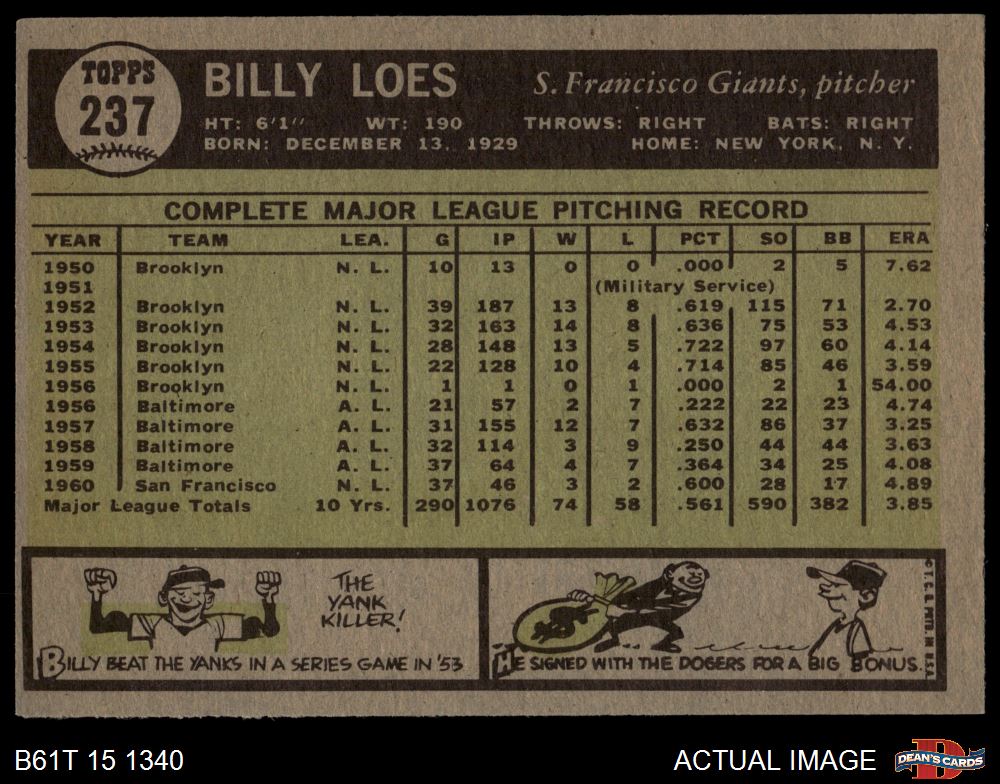 TOPPS
237
BILLY LOES
S. Francisco Giants, pitcher
HT: 6'1'' WT: 190 THROWS: RIGHT BATS: RIGHT
BORN: DECEMBER 13, 1929 HOME: NEW YORK, N. Y.
COMPLETE MAJOR LEAGUE PITCHING RECORD
YEAR TEAM LEA. G IP W L PCT SO BB ERA
1950 Brooklyn N. L. 10 13 0 0 .000 2 5 7.62
1951 (Military Service)
1952 Brooklyn N. L. 39 187 13 8 .619 115 71 2.70
1953 Brooklyn N. L. 32 163 14 8 .636 75 53 4.53
1954 Brooklyn N. L. 28 148 13 5 .722 97 60 4.14
1955 Brooklyn N. L. 22 128 10 4 .714 85 46 3.59
1956 Brooklyn N. L. 1 1 0 1 .000 2 1 54.00
1956 Baltimore A. L. 21 57 2 7 .222 22 23 4.74
1957 Baltimore A. L. 31 155 12 7 .632 86 37 3.25
1958 Baltimore A. L. 32 114 3 9 .250 44 44 3.63
1959 Baltimore A. L. 37 64 4 7 .364 34 25 4.08
1960 San Francisco N. L. 37 46 3 2 .600 28 17 4.89
Major League Totals 10 Yrs. 290 1076 74 58 .561 590 382 3.85
THE
YANK
KILLER!
BILLY BEAT THE YANKS IN A SERIES GAME IN '53
HE SIGNED WITH THE DOGERS FOR A BIG BONUS.
© T. C. G. PRTD. IN U.S.A.
B61T 15 1340
ACTUAL IMAGE
D
DEAN'S CARDS